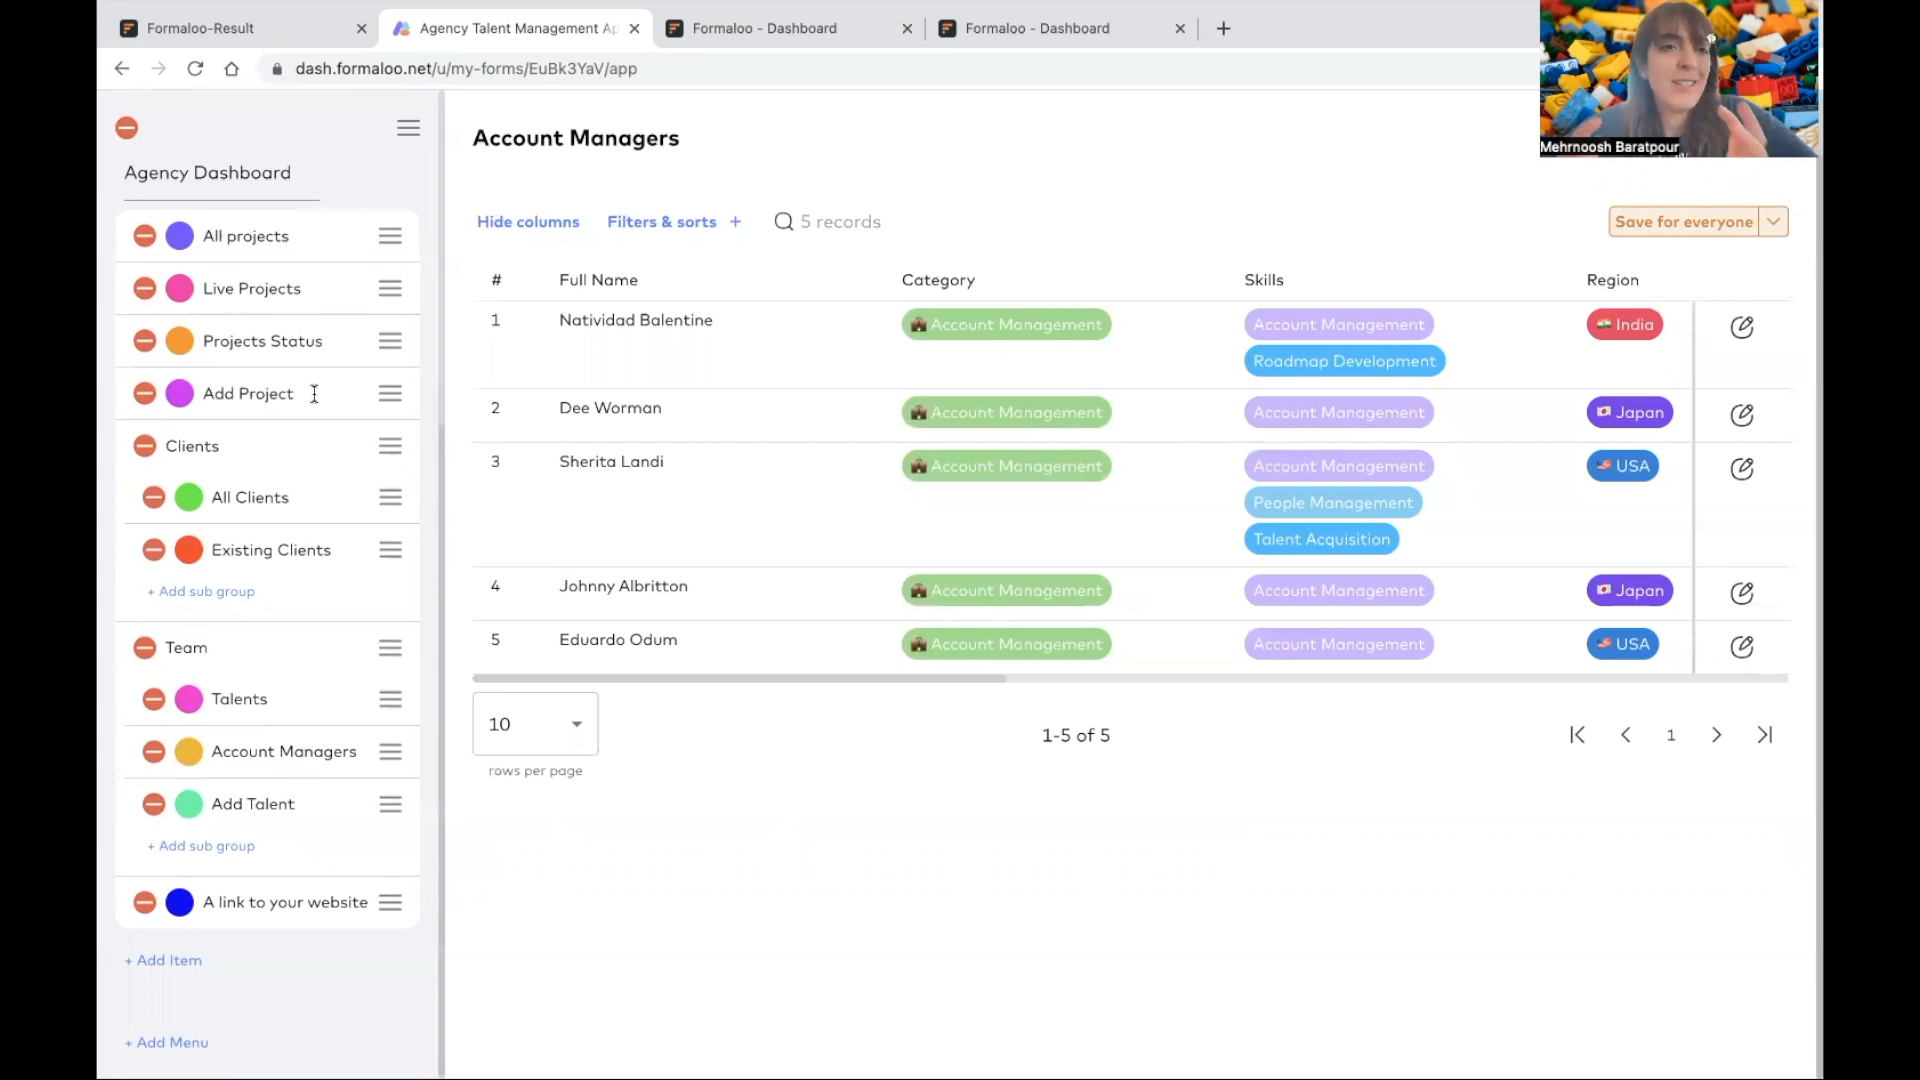 Formaloo-Result
Agency Talent Management Ap
Formaloo - Dashboard
Formaloo - Dashboard
dash.formaloo.net/u/my-forms/EuBk3YaV/app
Mehrnoosh Baratpour
Agency Dashboard
All projects
Live Projects
Projects Status
Add Project
Clients
All Clients
Existing Clients
+ Add sub group
Team
Talents
Account Managers
Add Talent
+ Add sub group
A link to your website
+ Add Item
+ Add Menu
Account Managers
Hide columns Filters & sorts + 5 records Save for everyone
# Full Name Category Skills Region
1 Natividad Balentine Account Management Account Management India
Roadmap Development
2 Dee Worman Account Management Account Management Japan
3 Sherita Landi Account Management Account Management USA
People Management
Talent Acquisition
4 Johnny Albritton Account Management Account Management Japan
5 Eduardo Odum Account Management Account Management USA
10
rows per page
1-5 of 5
1